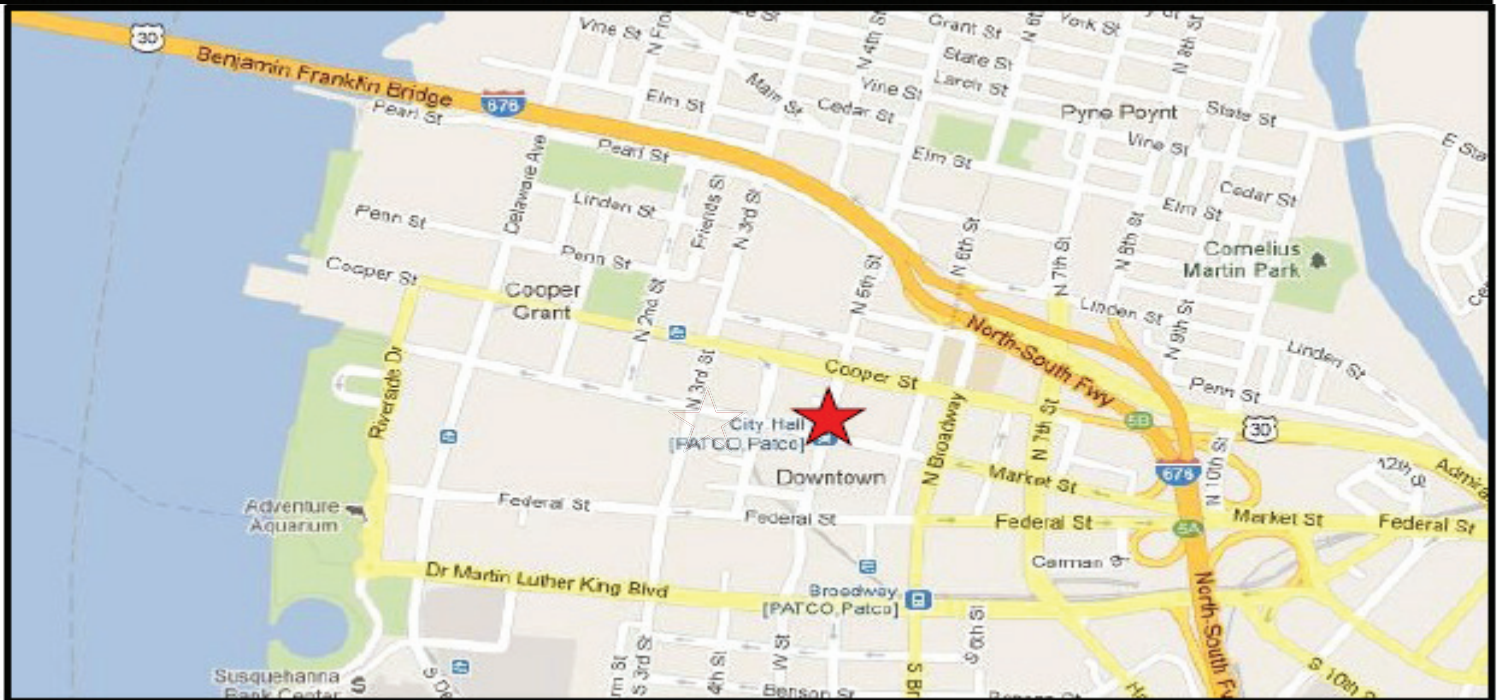 Vine St
Grant St
York St
N 4th St
N 8th St
State St
30
Benjamin Franklin Bridge
676
Main St
Vine St
Larch St
Elm St
Cedar St
Pyne Poynt
State St
Pearl St
Pearl St
Elm St
Vine St
Delaware Ave
Cedar St
Linden St
Elm St
Penn St
Friends St
N 3rd St
N 6th St
N 7th St
N 8th St
Cornelius
Martin Park
Penn St
Cooper St
N 5th St
Cooper
Grant
N 2nd St
Linden St
N 9th St
North-South Fwy
Linden St
Riverside Dr
N 3rd St
Cooper St
Penn St
N Broadway
N 7th St
5B
30
City Hall
[PATCO,Patco]
Downtown
Market St
676
N 10th St
12th St
Adventure
Aquarium
Federal St
Federal St
Federal St
5A
Market St
Federal St
Carman
Dr Martin Luther King Blvd
Broadway
[PATCO,Patco]
North-South
Susquehanna
Bank Center
S 3rd St
4th St
W St
Benson St
S 6th St
S 10th